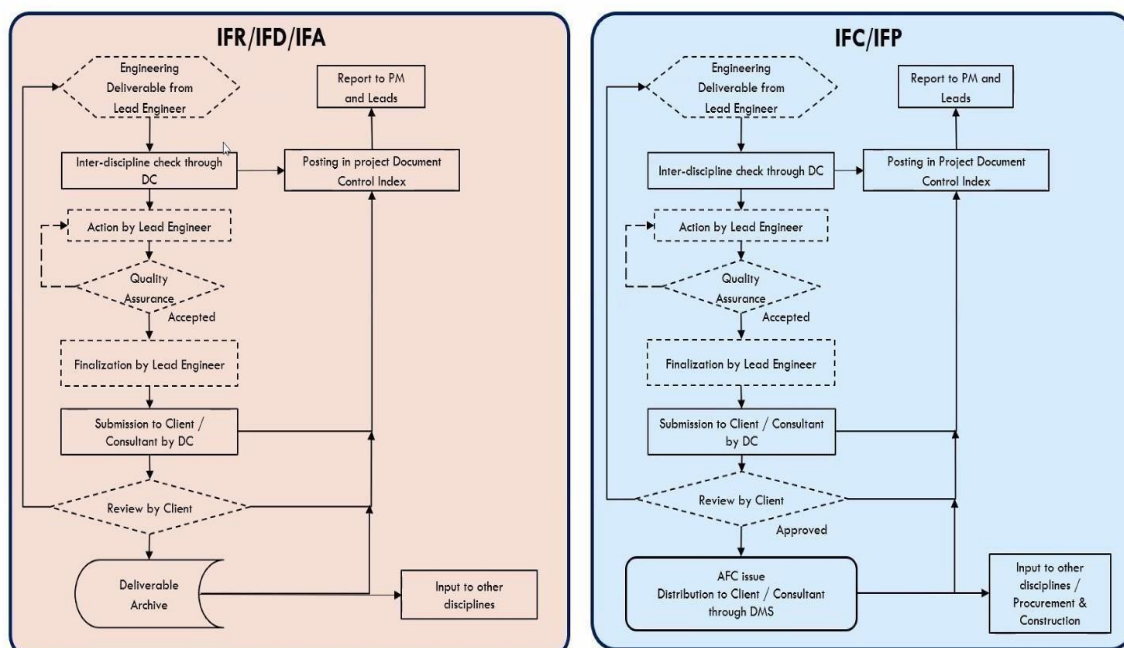 IFR/IFD/IFA
Engineering
Deliverable from
Lead Engineer
Report to PM
and Leads
Inter-discipline check through
DC
Posting in project Document
Control Index
Action by Lead Engineer
Quality
Assurance
Accepted
Finalization by Lead Engineer
Submission to Client /
Consultant by DC
Review by Client
Deliverable
Archive
Input to other
disciplines
IFC/IFP
Engineering
Deliverable from
Lead Engineer
Report to PM and
Leads
Inter-discipline check through DC
Posting in Project Document
Control Index
Action by Lead Engineer
Quality
Assurance
Accepted
Finalization by Lead Engineer
Submission to Client / Consultant
by DC
Review by Client
Approved
AFC issue
Distribution to Client / Consultant
through DMS
Input to other
disciplines /
Procurement &
Construction